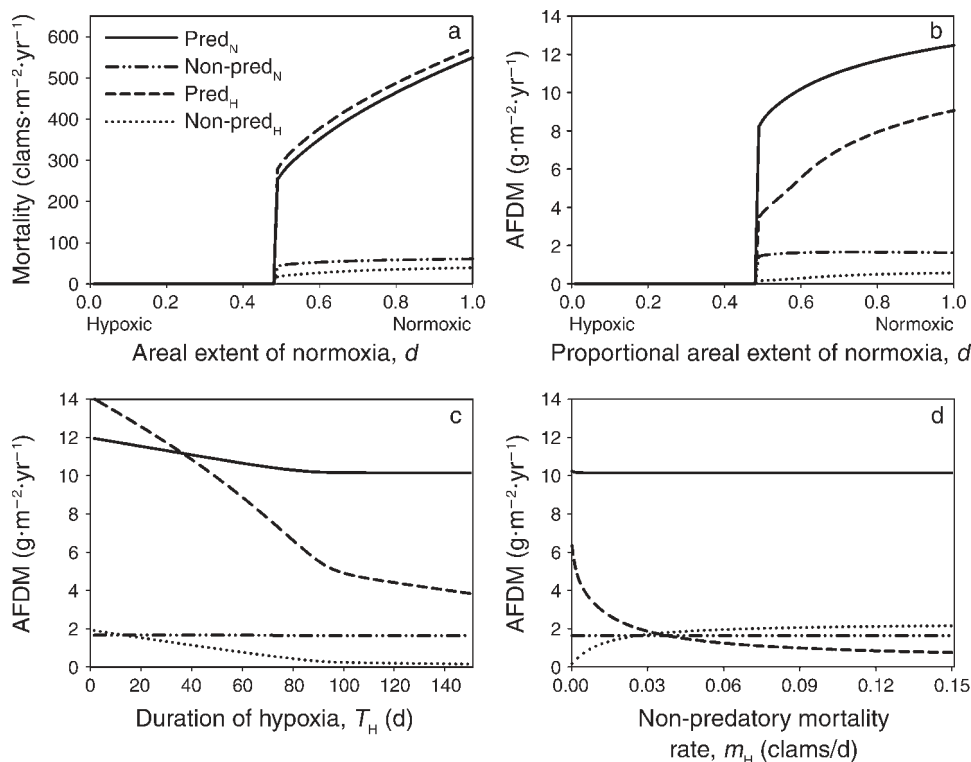 a
Mortality (clams·m⁻²·yr⁻¹)
600
500
400
300
200
100
0
Pred_N
Non-pred_N
Pred_H
Non-pred_H
0.0 0.2 0.4 0.6 0.8 1.0
Hypoxic Normoxic
Areal extent of normoxia, d
b
AFDM (g·m⁻²·yr⁻¹)
14
12
10
8
6
4
2
0
0.0 0.2 0.4 0.6 0.8 1.0
Hypoxic Normoxic
Proportional areal extent of normoxia, d
c
AFDM (g·m⁻²·yr⁻¹)
14
12
10
8
6
4
2
0
0 20 40 60 80 100 120 140
Duration of hypoxia, T_H (d)
d
AFDM (g·m⁻²·yr⁻¹)
14
12
10
8
6
4
2
0
0.00 0.03 0.06 0.09 0.12 0.15
Non-predatory mortality
rate, m_H (clams/d)